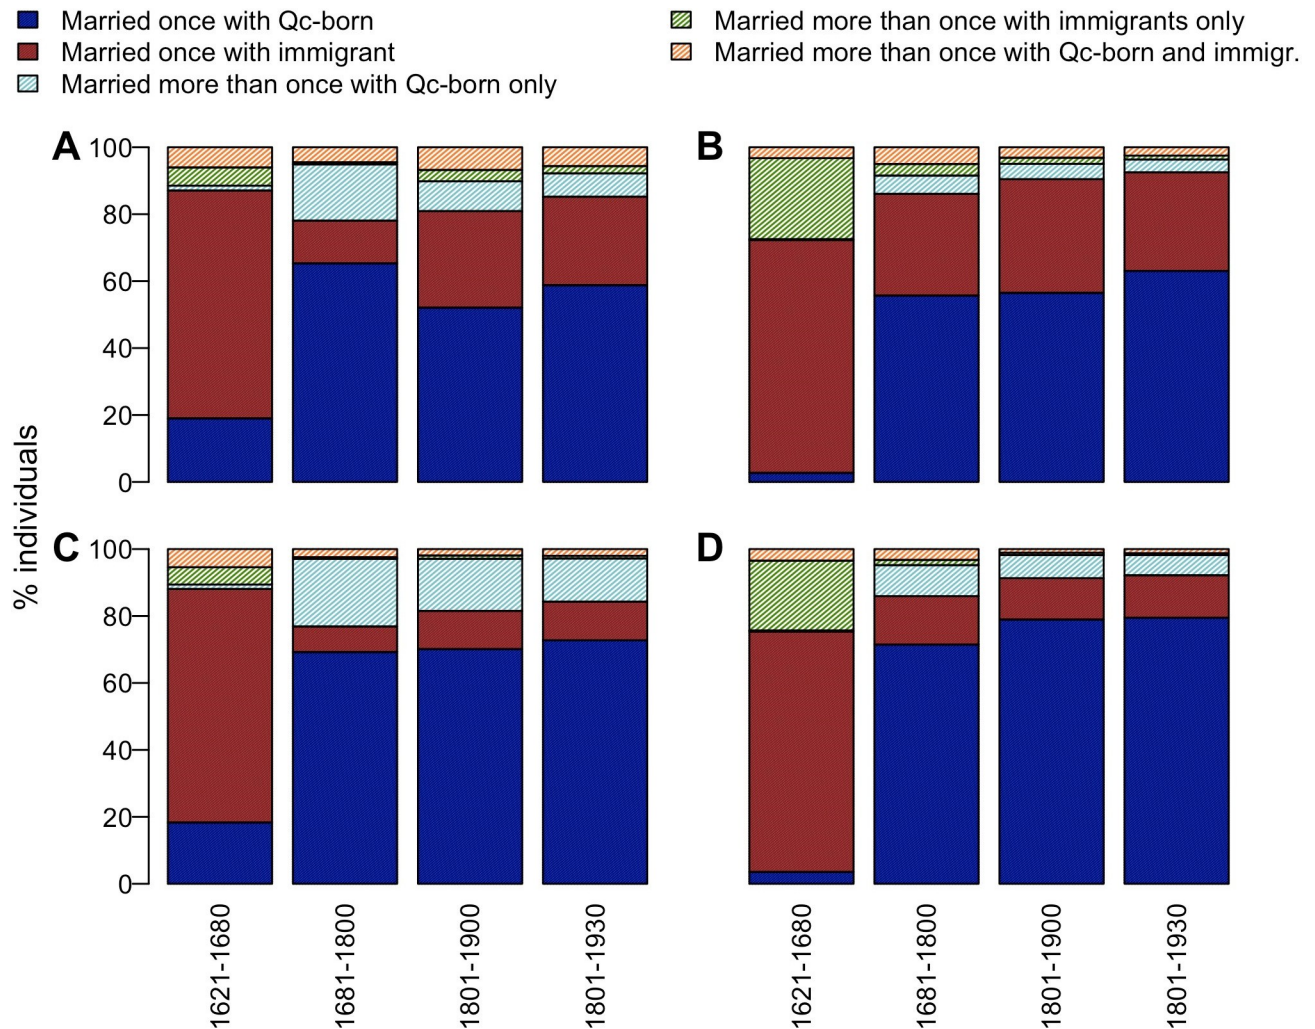 Married once with Qc-born
Married once with immigrant
Married more than once with Qc-born only
Married more than once with immigrants only
Married more than once with Qc-born and immigr.
% individuals
A
100
80
60
40
20
0
B
C
100
80
60
40
20
0
D
1621-1680
1681-1800
1801-1900
1801-1930
1621-1680
1681-1800
1801-1900
1801-1930